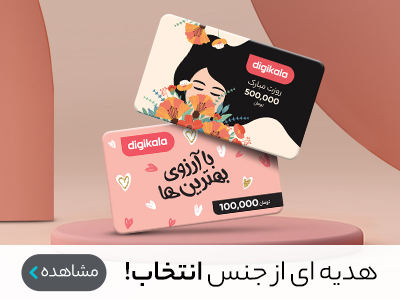 digikala
روزت مبارک
500,000
تومان
digikala
با آرزوی
بهترین ها
100,000 تومان
هدیه ای از جنس انتخاب!
مشاهده